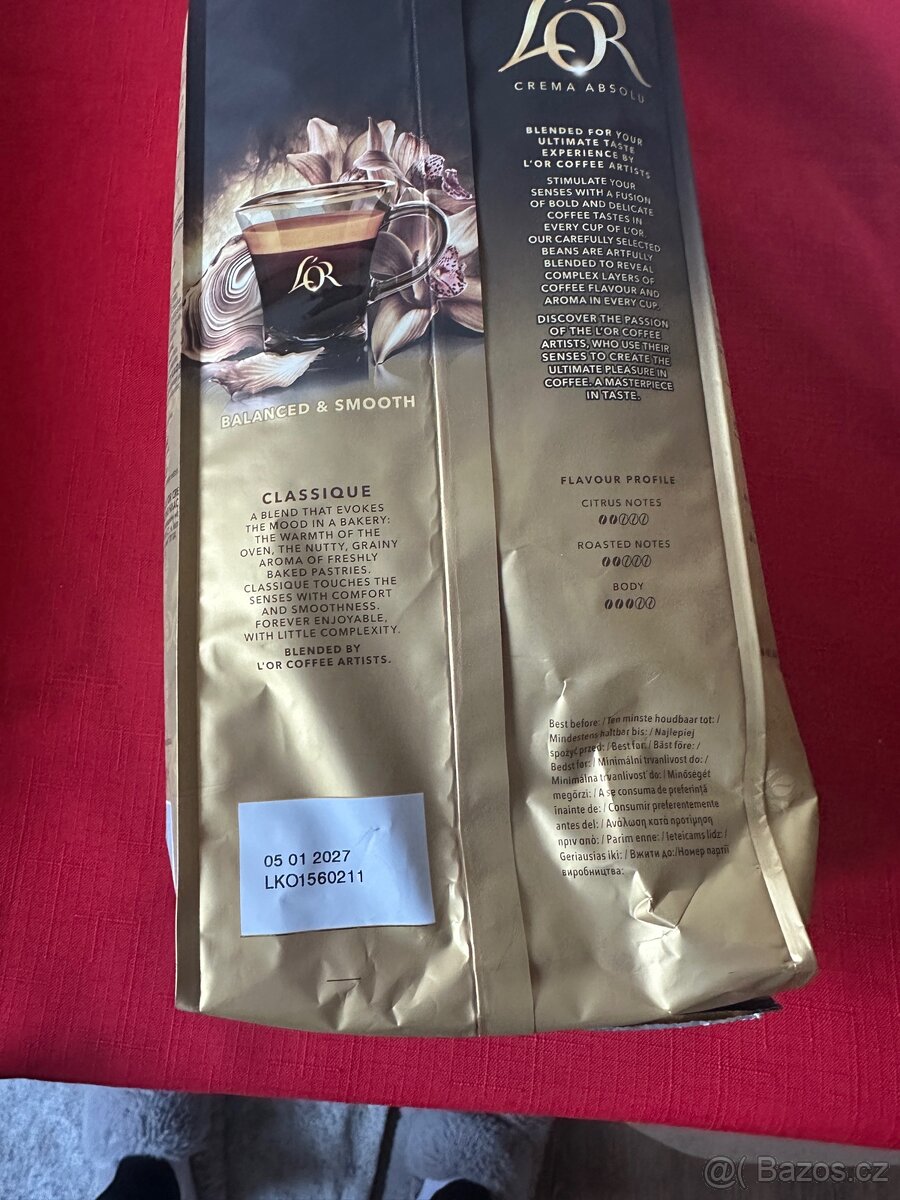 L'OR
CREMA ABSOLU
BLENDED FOR YOUR
ULTIMATE TASTE
EXPERIENCE BY
L'OR COFFEE ARTISTS
STIMULATE YOUR
SENSES WITH A FUSION
OF BOLD AND DELICATE
COFFEE TASTES IN
EVERY CUP OF L'OR.
OUR CAREFULLY SELECTED
BEANS ARE ARTFULLY
BLENDED TO REVEAL
COMPLEX LAYERS OF
COFFEE FLAVOUR AND
AROMA IN EVERY CUP.
DISCOVER THE PASSION
OF THE L'OR COFFEE
ARTISTS, WHO USE THEIR
SENSES TO CREATE THE
ULTIMATE PLEASURE IN
COFFEE. A MASTERPIECE
IN TASTE.
L'OR
BALANCED & SMOOTH
CLASSIQUE
A BLEND THAT EVOKES
THE MOOD IN A BAKERY:
THE WARMTH OF THE
OVEN, THE NUTTY, GRAINY
AROMA OF FRESHLY
BAKED PASTRIES.
CLASSIQUE TOUCHES THE
SENSES WITH COMFORT
AND SMOOTHNESS.
FOREVER ENJOYABLE,
WITH LITTLE COMPLEXITY.
BLENDED BY
L'OR COFFEE ARTISTS.
FLAVOUR PROFILE
CITRUS NOTES
ROASTED NOTES
BODY
Best before: / Ten minste houdbaar tot: /
Mindestens haltbar bis: / Najlepiej
spożyć przed: / Best før: / Bäst före: /
Bedst før: / Minimální trvanlivost do: /
Minimálna trvanlivosť do: / Minőségét
megőrzi: / A se consuma de preferință
înainte de: / Consumir preferentemente
antes del: / Ανάλωση κατά προτίμηση
πριν από: / Parim enne: / Ieteicams līdz: /
Geriausias iki: / Вжити до:/Номер партії
виробництва:
05 01 2027
LKO1560211
@( Bazos.cz